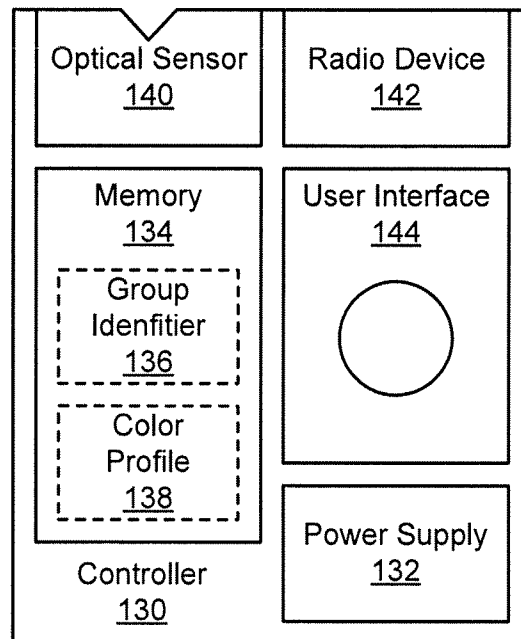 Optical Sensor
140
Radio Device
142
Memory
134
Group
Idenfitier
136
Color
Profile
138
User Interface
144
Power Supply
132
Controller
130